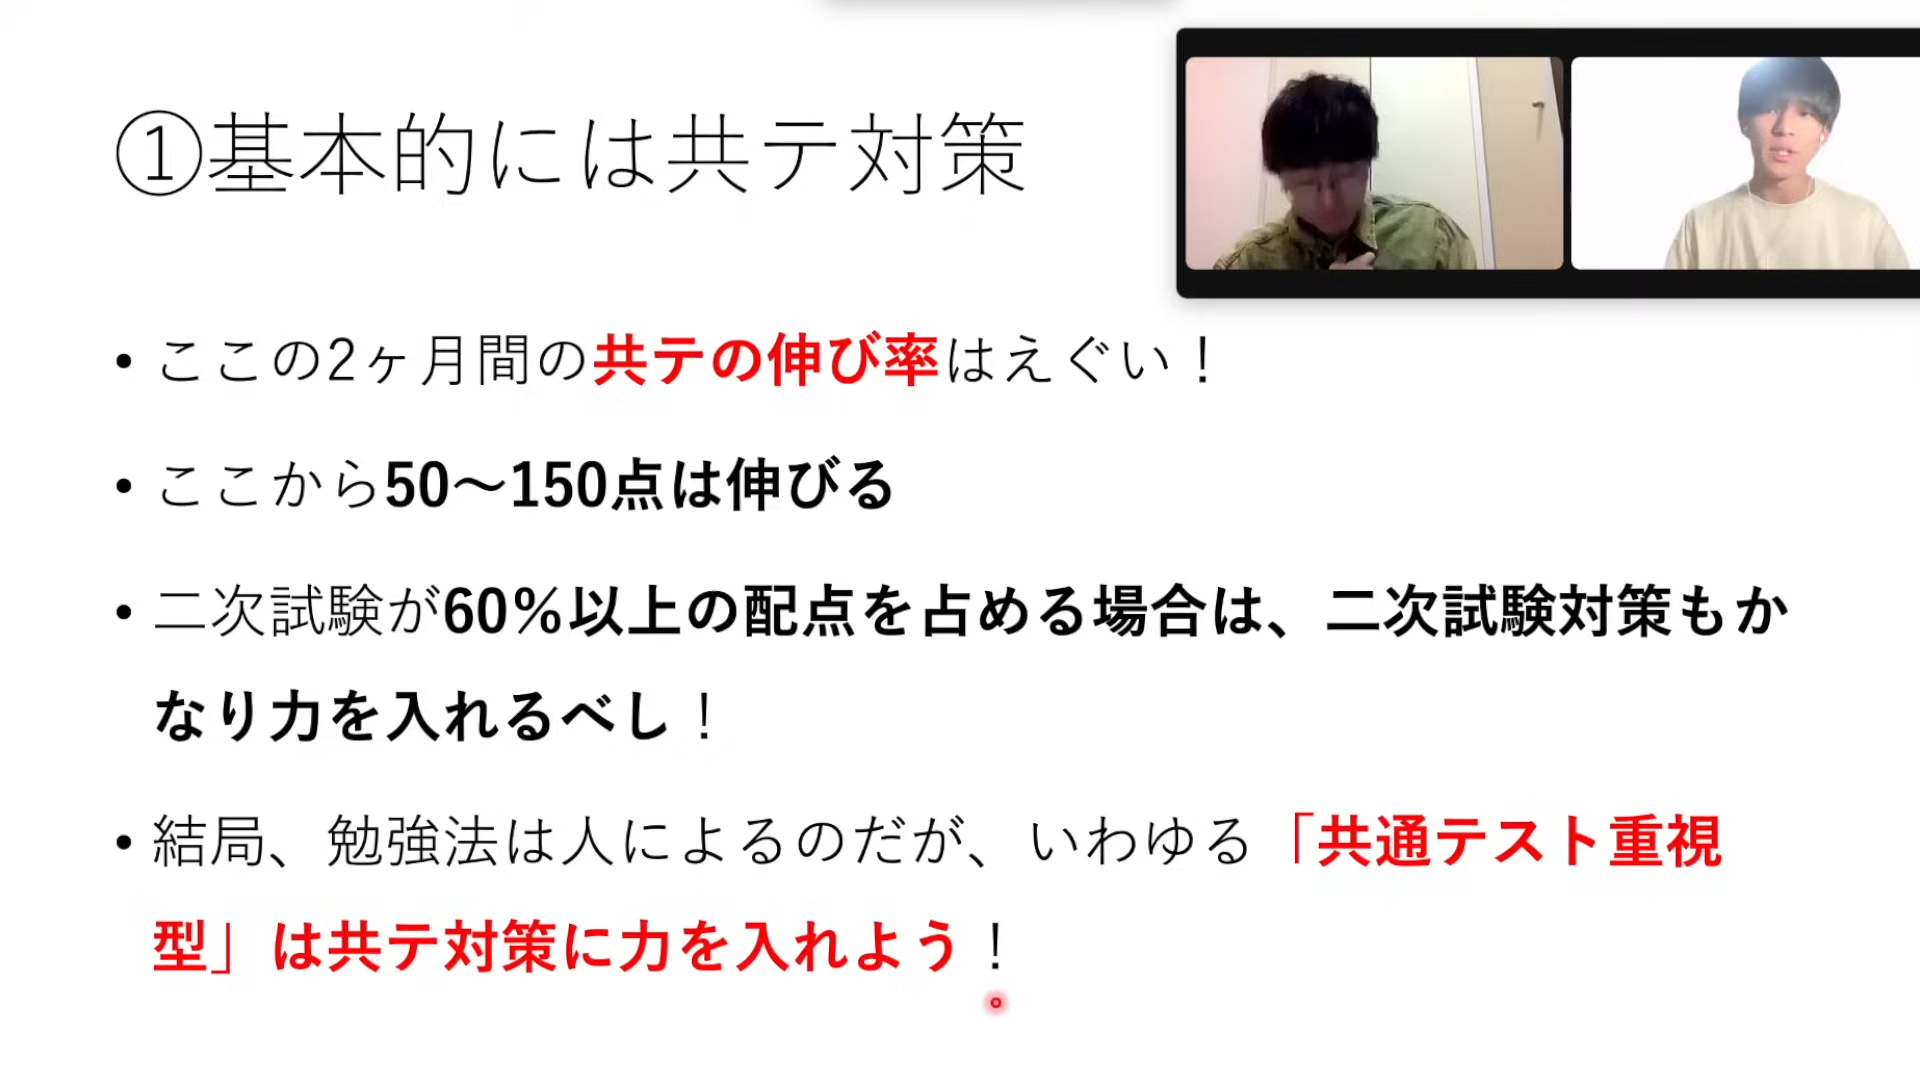 ①基本的には共テ対策
• ここの2ヶ月間の共テの伸び率はえぐい！
• ここから50～150点は伸びる
• 二次試験が60％以上の配点を占める場合は、二次試験対策もか
なり力を入れるべし！
• 結局、勉強法は人によるのだが、いわゆる「共通テスト重視
型」は共テ対策に力を入れよう！